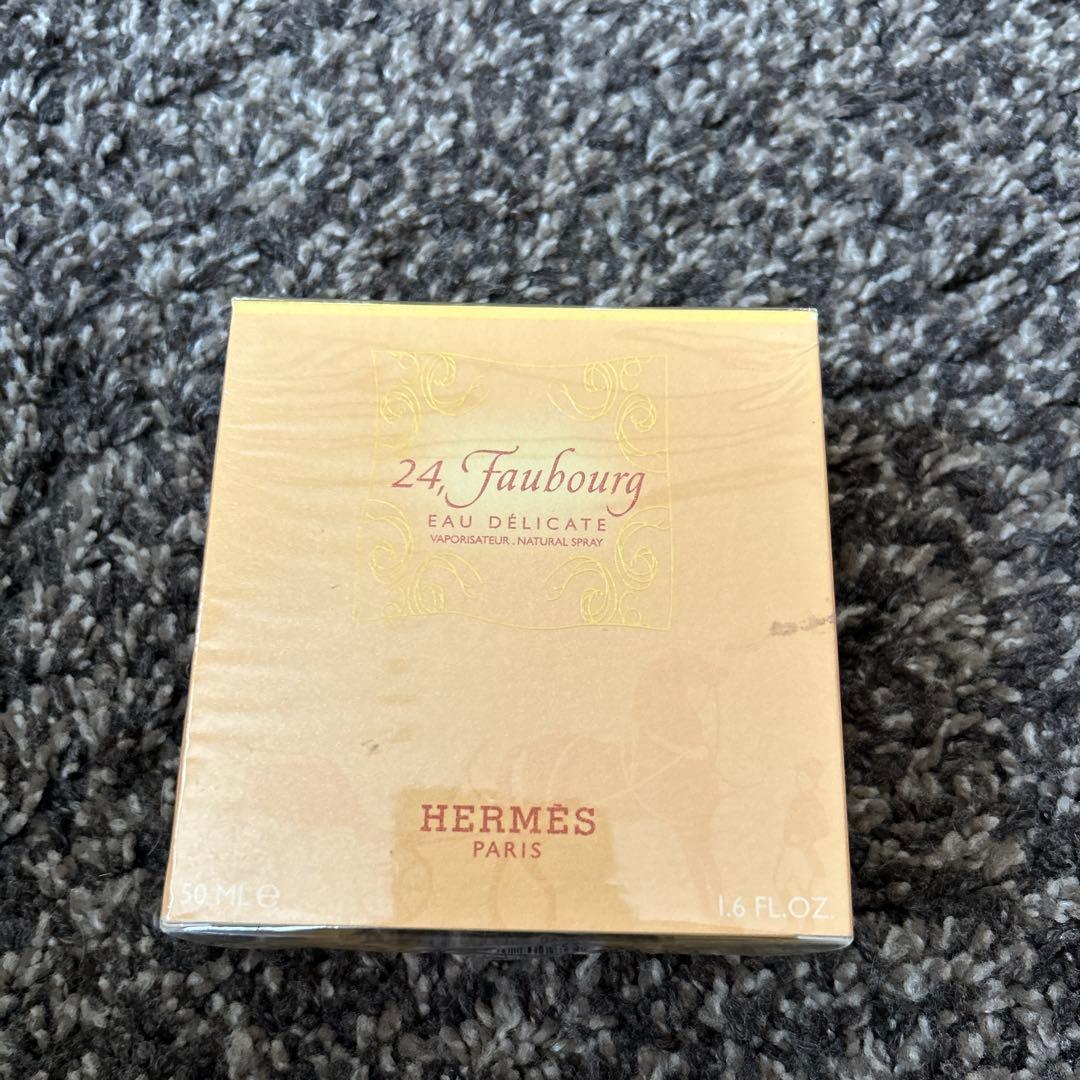 24, Faubourg
EAU DÉLICATE
VAPORISATEUR . NATURAL SPRAY
HERMÈS
PARIS
50 ML ℮
1.6 FL.OZ.